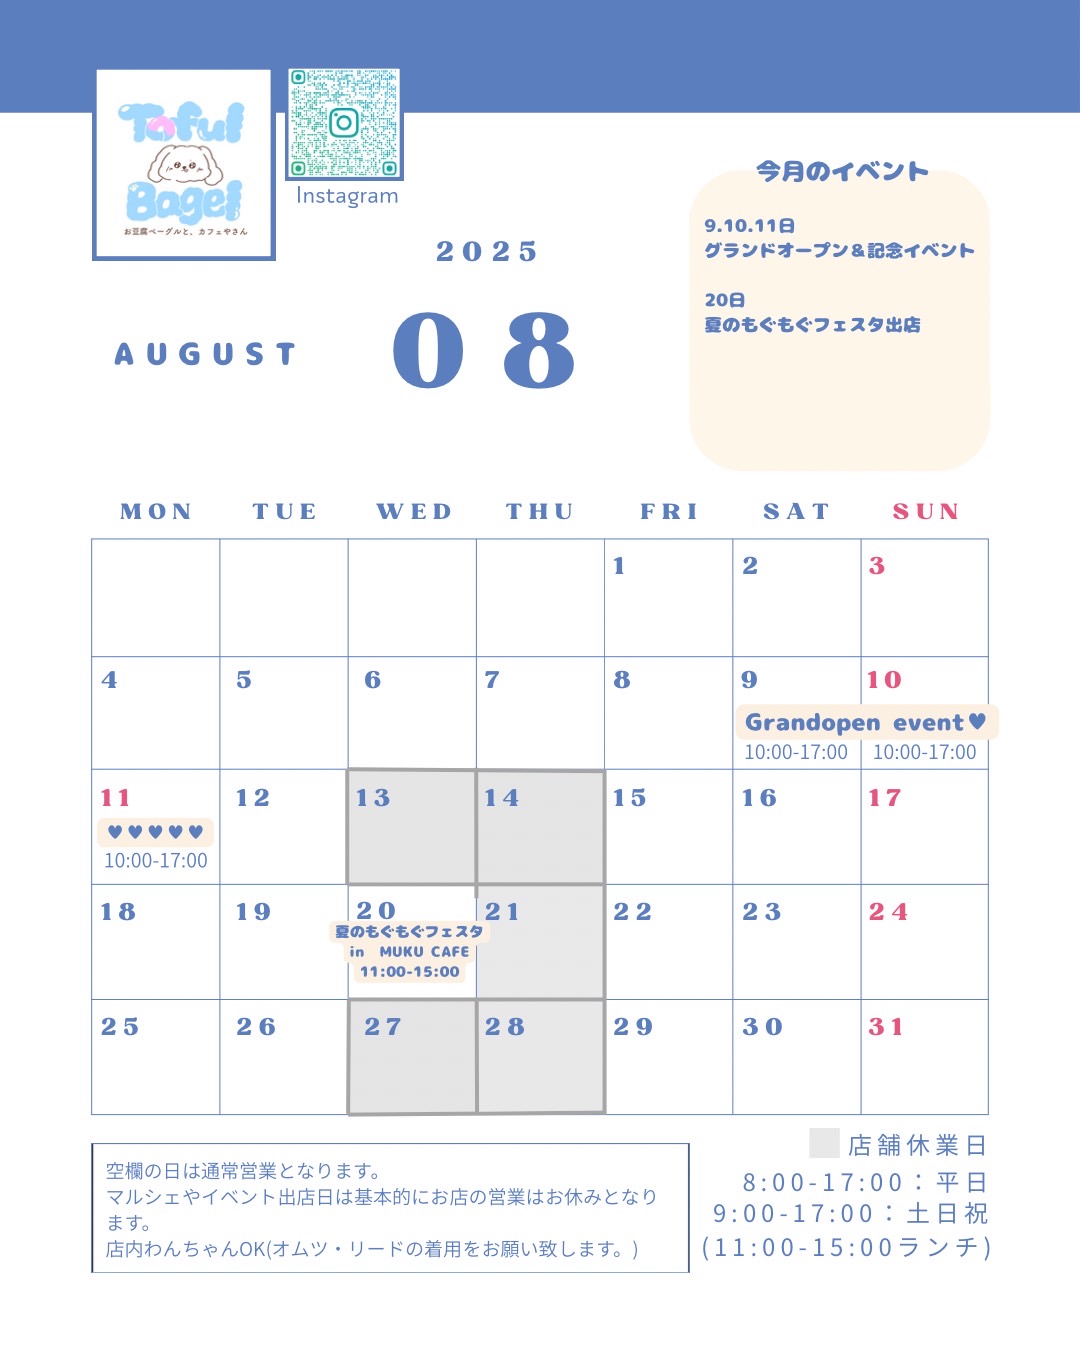 Tofu
Bagel
お豆腐ベーグルと、カフェやさん
Instagram
2025
AUGUST
08
今月のイベント
9.10.11日
グランドオープン&記念イベント
20日
夏のもぐもぐフェスタ出店
MON TUE WED THU FRI SAT SUN
1 2 3
4 5 6 7 8 9 10
Grandopen event♥
10:00-17:00 10:00-17:00
11 12 13 14 15 16 17
♥♥♥♥♥
10:00-17:00
18 19 20 21 22 23 24
夏のもぐもぐフェスタ
in MUKU CAFE
11:00-15:00
25 26 27 28 29 30 31
空欄の日は通常営業となります。
マルシェやイベント出店日は基本的にお店の営業はお休みとなり
ます。
店内わんちゃんOK(オムツ・リードの着用をお願い致します。)
店舗休業日
8:00-17:00：平日
9:00-17:00：土日祝
(11:00-15:00ランチ)